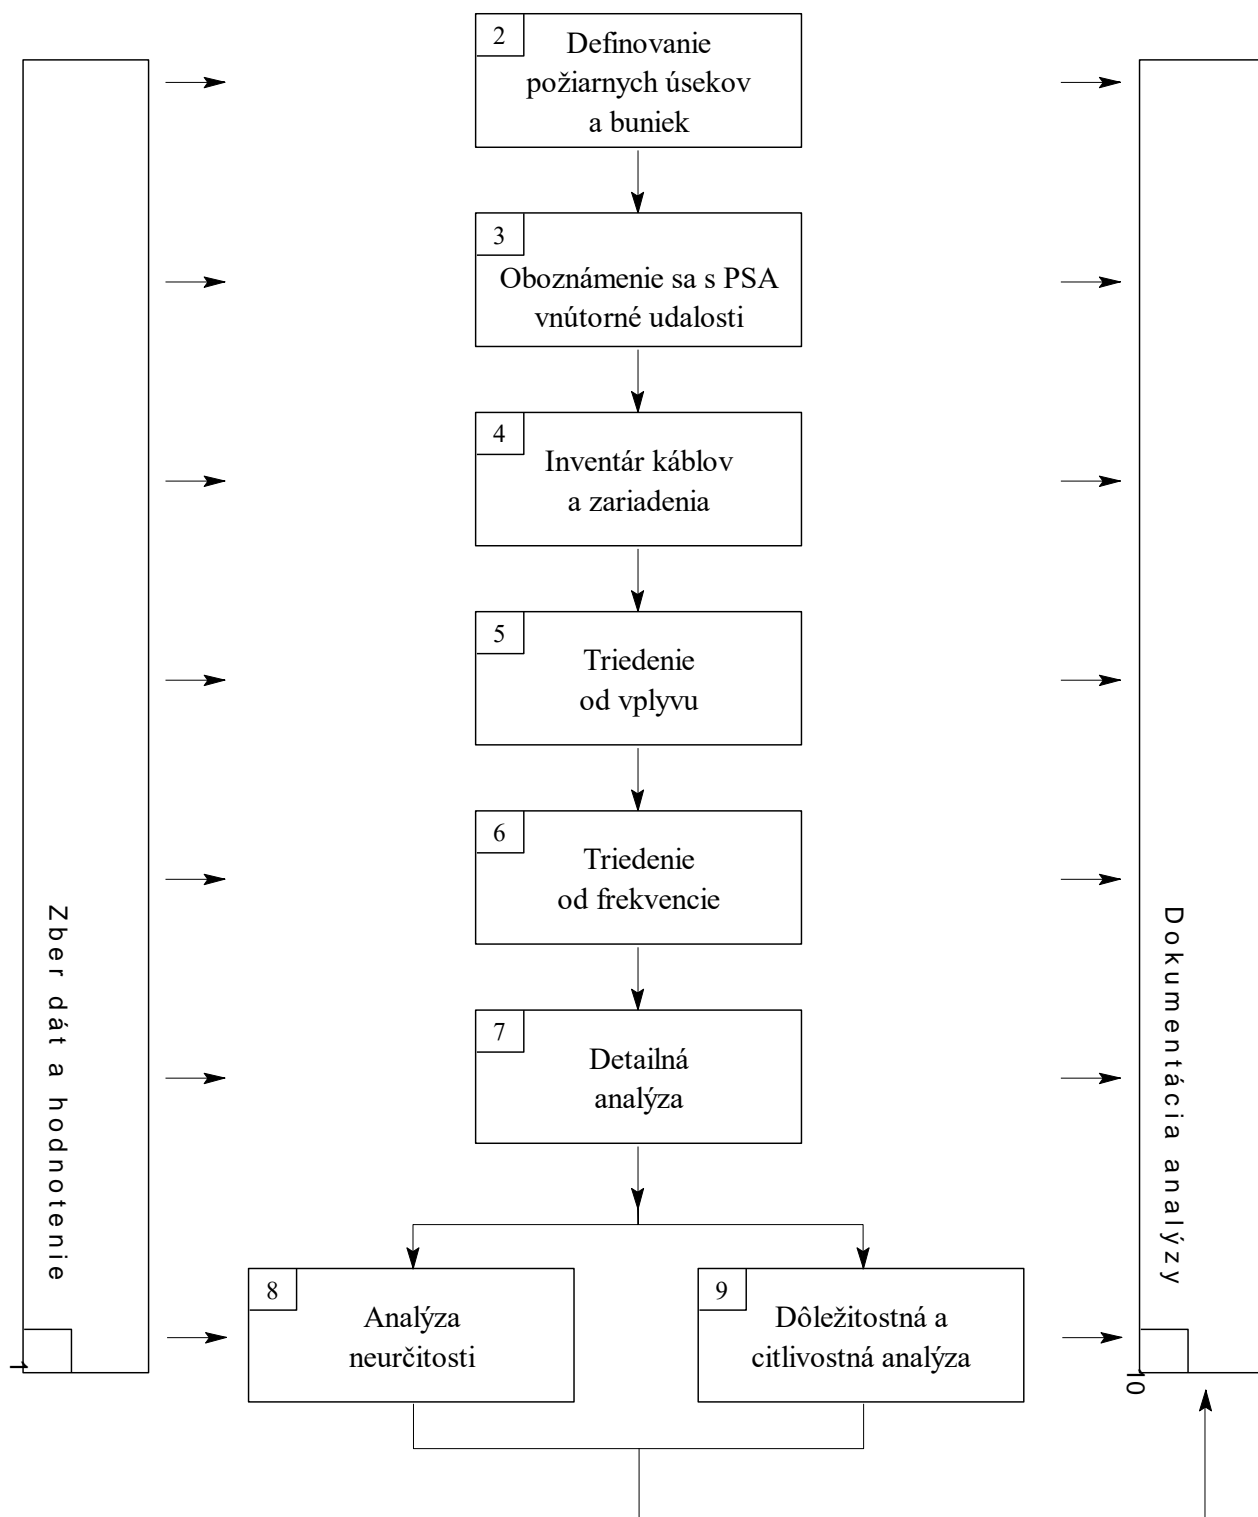 2
Definovanie
požiarnych úsekov
a buniek
3
Oboznámenie sa s PSA
vnútorné udalosti
4
Inventár káblov
a zariadenia
5
Triedenie
od vplyvu
6
Triedenie
od frekvencie
7
Detailná
analýza
8
Analýza
neurčitosti
9
Dôležitostná a
citlivostná analýza
Zber dát a hodnotenie
1
Dokumentácia analýzy
10